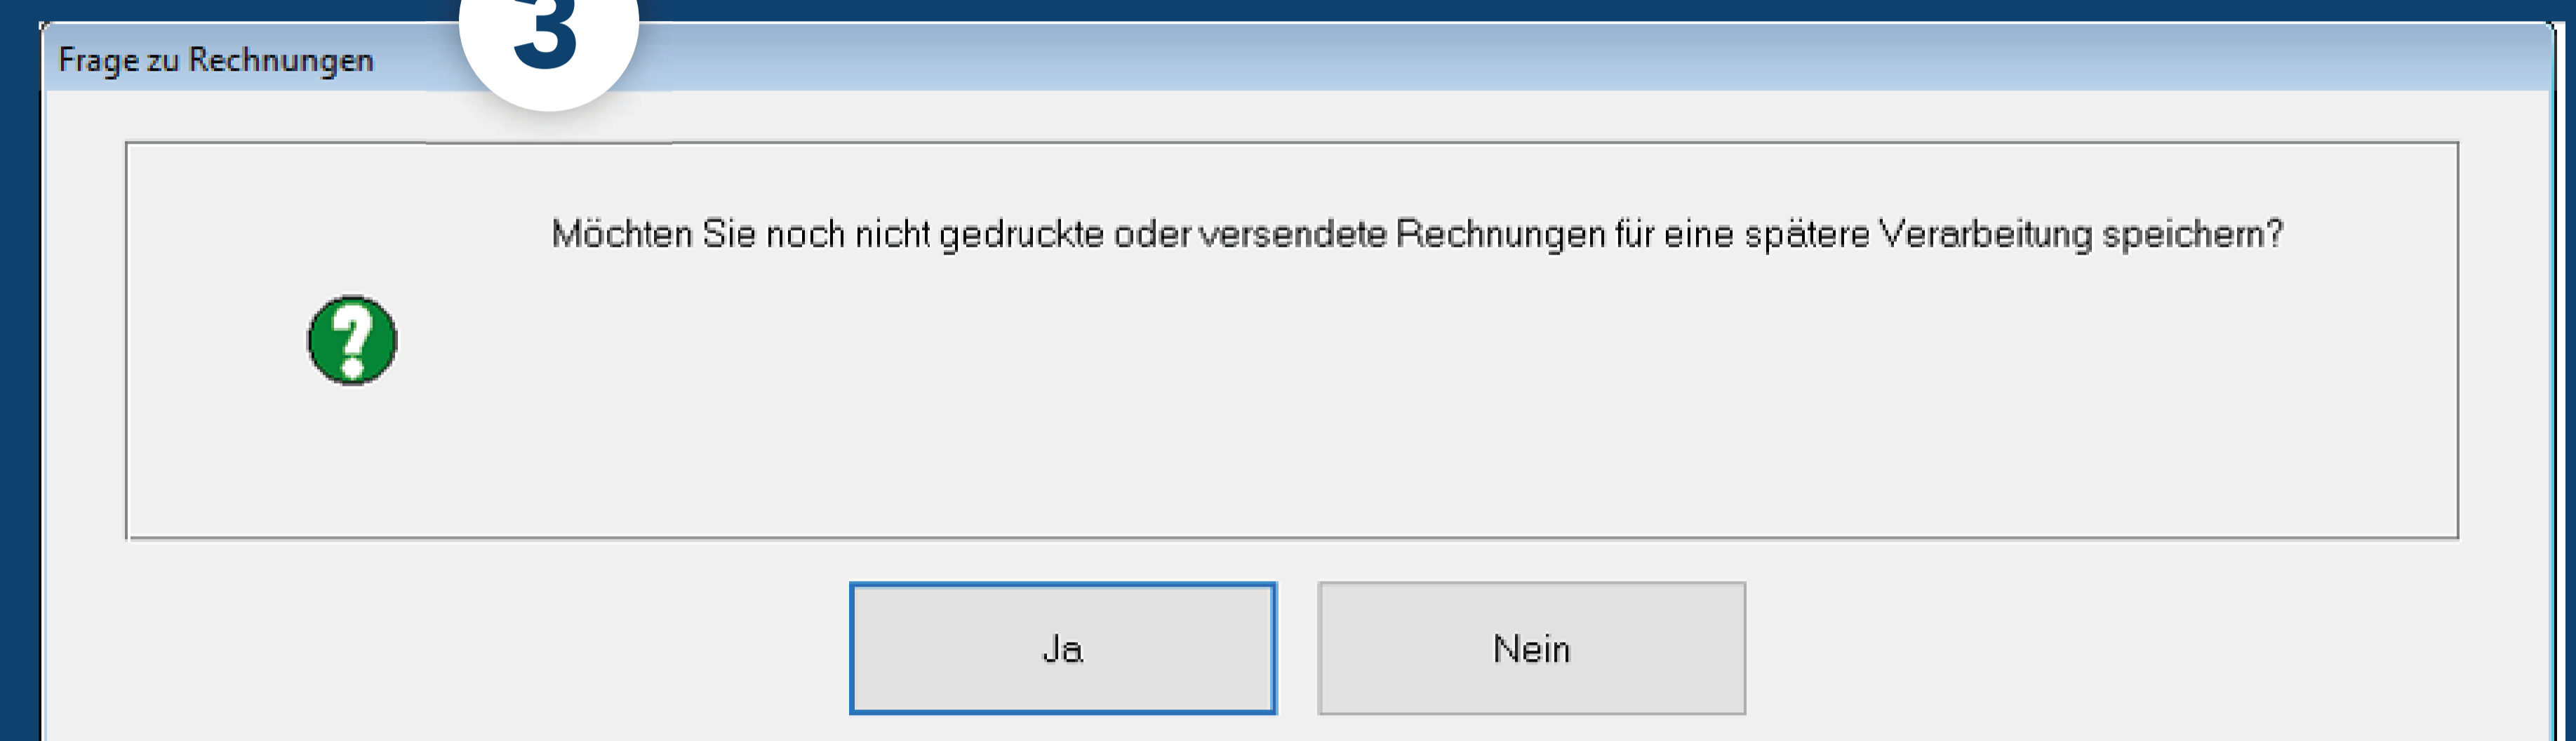 3
Frage zu Rechnungen
Möchten Sie noch nicht gedruckte oder versendete Rechnungen für eine spätere Verarbeitung speichern?
?
Ja
Nein